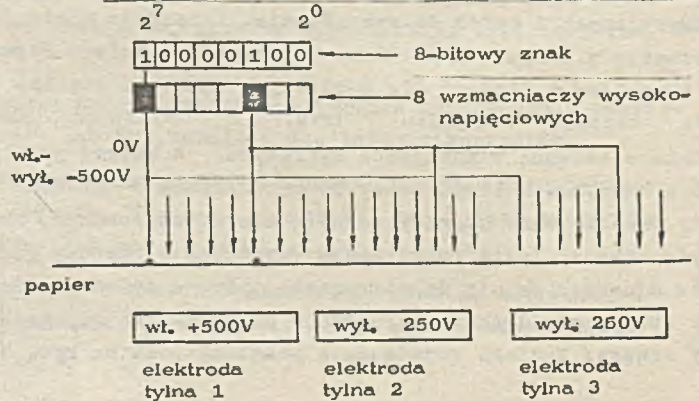 2⁷ 2⁰
1 0 0 0 0 1 0 0
8-bitowy znak
8 wzmacniaczy wysoko-
napięciowych
0V
wł.-
wył. -500V
papier
wł. +500V
wył. 250V
wył. 250V
elektroda
tylna 1
elektroda
tylna 2
elektroda
tylna 3